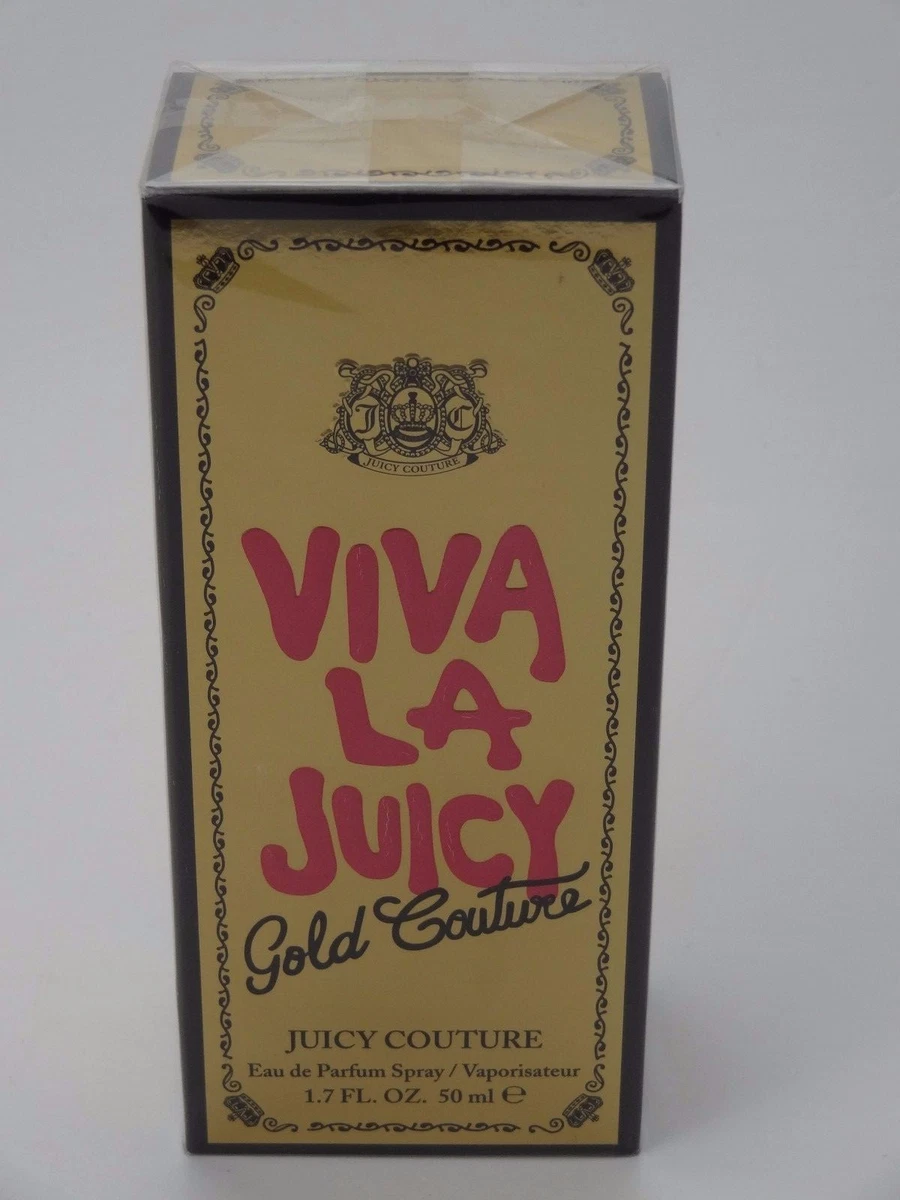 J C
JUICY COUTURE
VIVA
LA
JUICY
Gold Couture
JUICY COUTURE
Eau de Parfum Spray / Vaporisateur
1.7 FL. OZ. 50 ml ℮